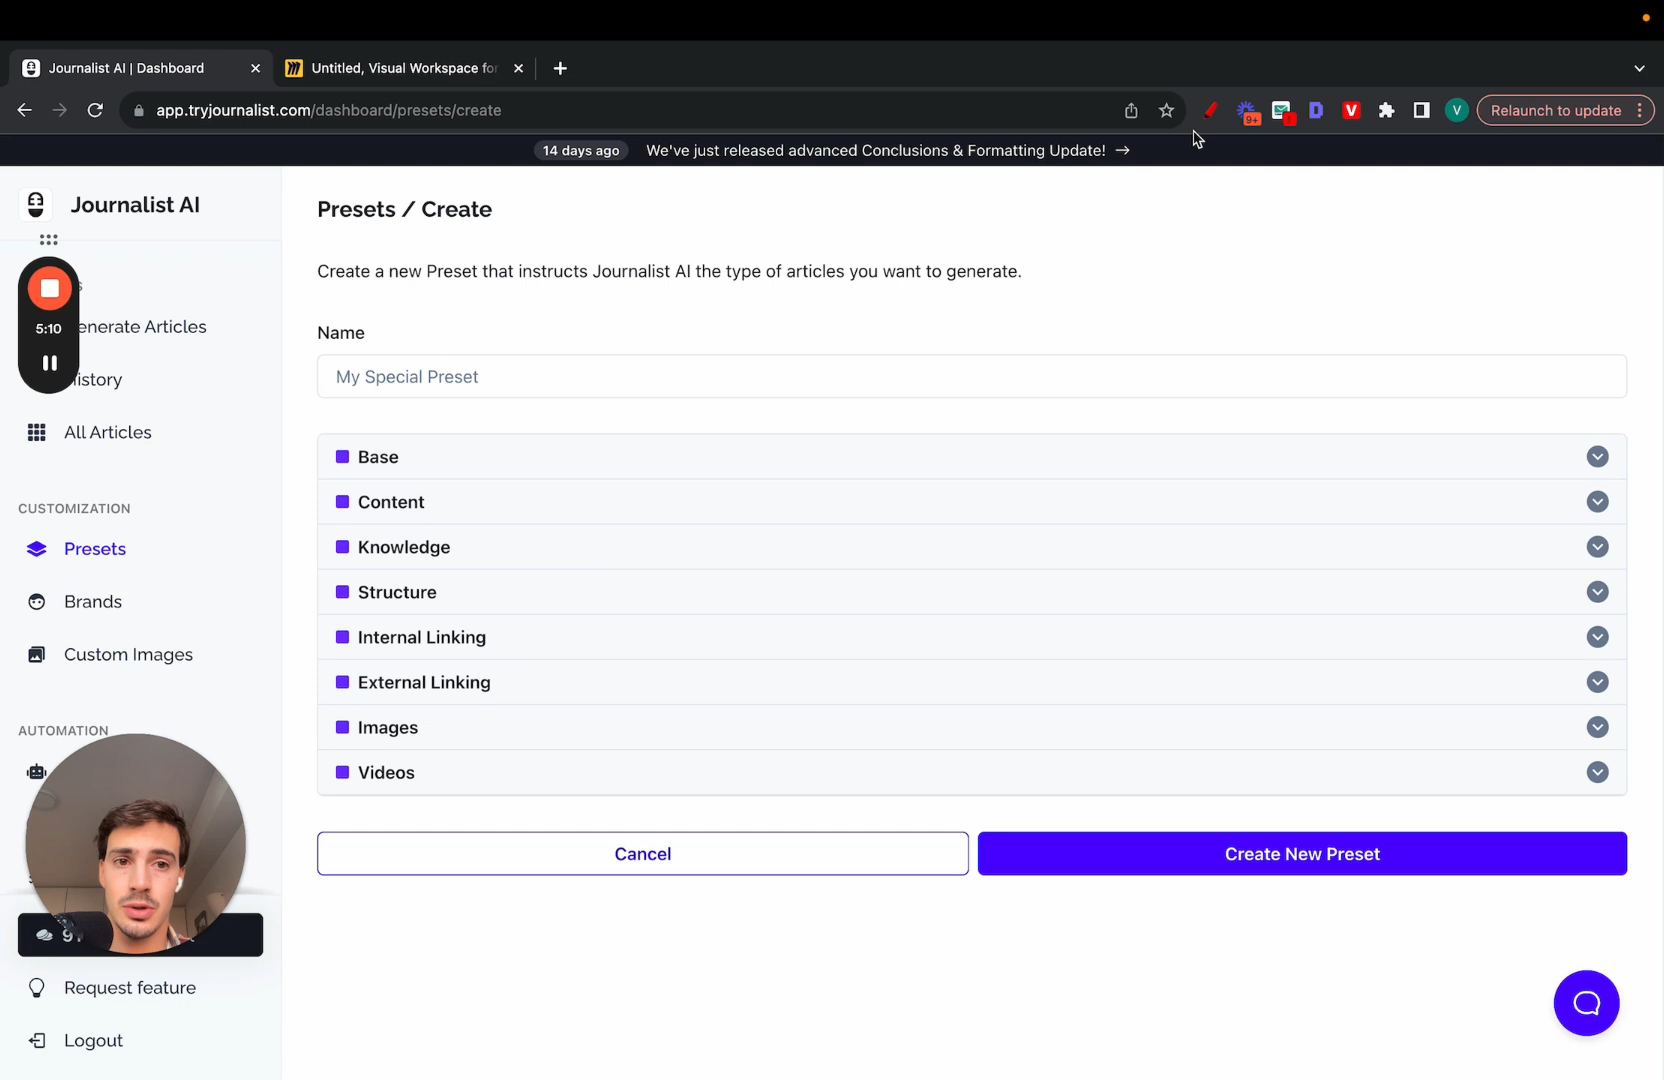 Journalist AI | Dashboard
Untitled, Visual Workspace for
app.tryjournalist.com/dashboard/presets/create
9+
1
D
V
V
Relaunch to update
14 days ago We've just released advanced Conclusions & Formatting Update! →
Journalist AI
5:10
enerate Articles
istory
All Articles
CUSTOMIZATION
Presets
Brands
Custom Images
AUTOMATION
Request feature
Logout
Presets / Create
Create a new Preset that instructs Journalist AI the type of articles you want to generate.
Name
My Special Preset
Base
Content
Knowledge
Structure
Internal Linking
External Linking
Images
Videos
Cancel
Create New Preset